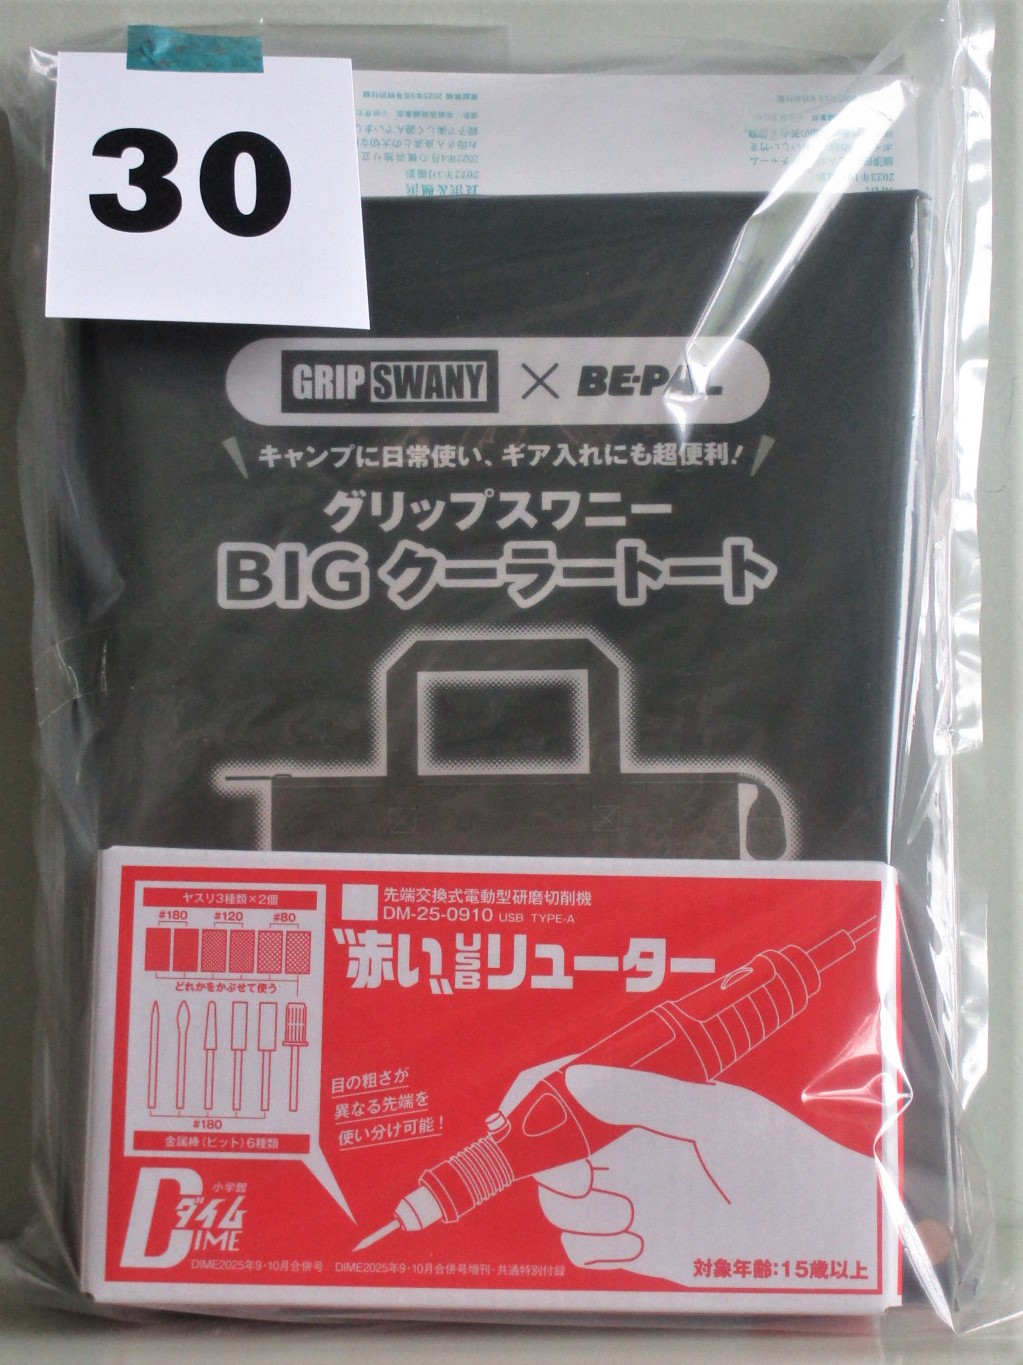 30
GRIP SWANY × BE-PAL
キャンプに日常使い、ギア入れにも超便利!
グリップスワニー
BIG クーラートート
ヤスリ3種類×2個
#180 #120 #80
どれかをかぶせて使う
#180
金属棒(ビット)6種類
先端交換式電動型研磨切削機
DM-25-0910 USB TYPE-A
"赤い"USBリューター
目の粗さが
異なる先端を
使い分け可能!
小学館
DIME ダイム
DIME2025年9・10月合併号 DIME2025年9・10月合併号増刊・共通特別付録
対象年齢:15歳以上